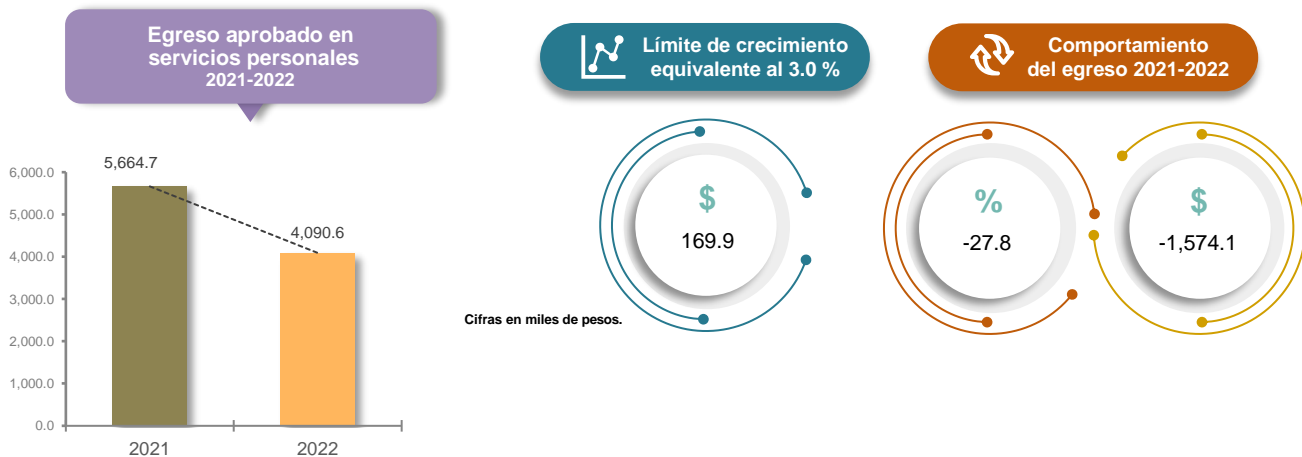 Egreso aprobado en
servicios personales
2021-2022
5,664.7
4,090.6
6,000.0
5,000.0
4,000.0
3,000.0
2,000.0
1,000.0
0.0
2021
2022
Límite de crecimiento
equivalente al 3.0 %
$
169.9
Cifras en miles de pesos.
Comportamiento
del egreso 2021-2022
%
-27.8
$
-1,574.1